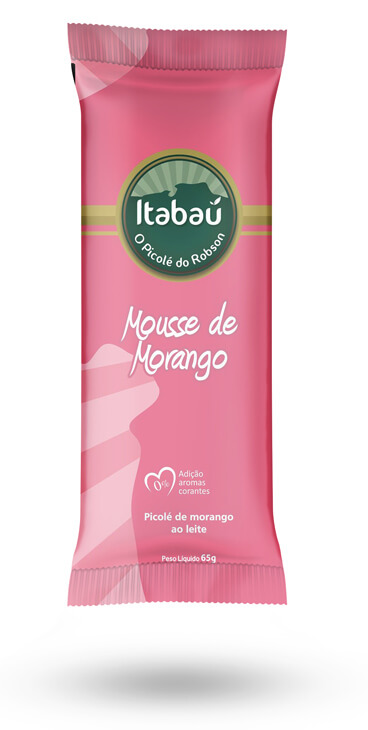 Itabaú
O Picolé do Robson
Mousse de
Morango
0%
Adição
aromas
corantes
Picolé de morango
ao leite
Peso Líquido 65g